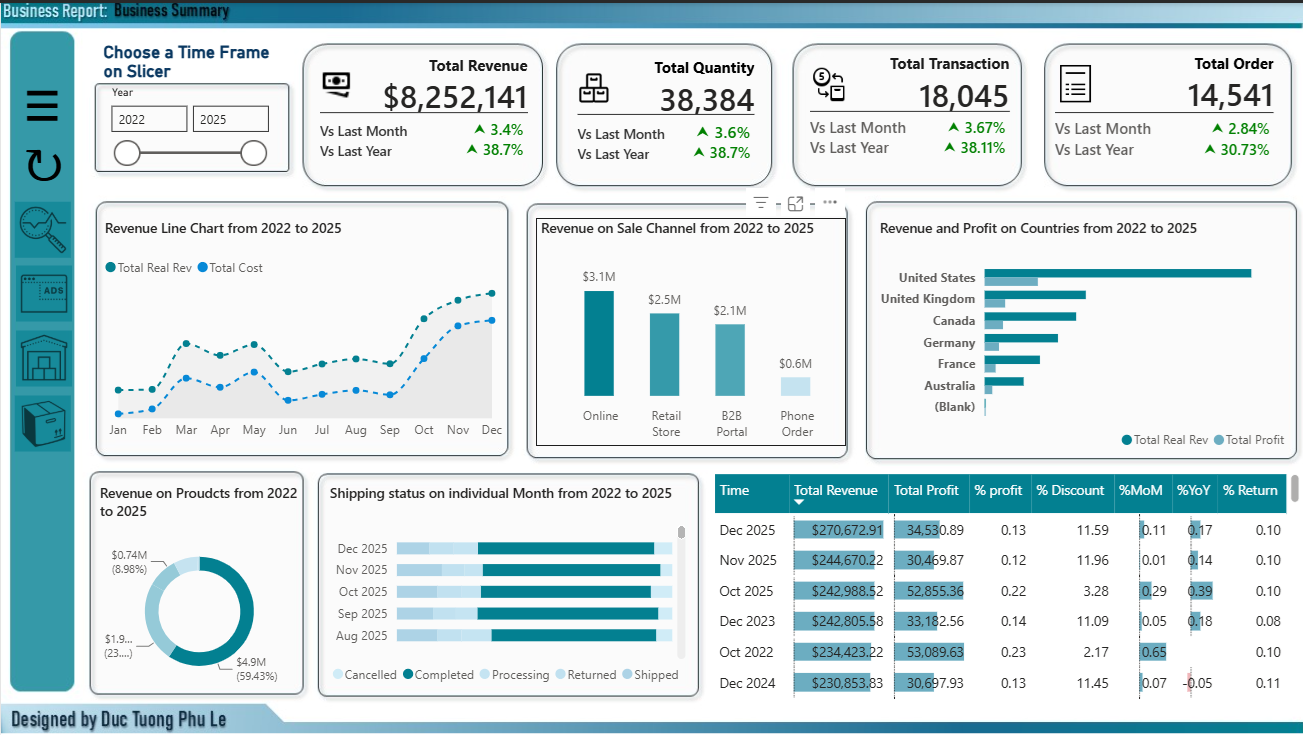 Business Report: Business Summary
Choose a Time Frame
on Slicer
Year
2022 2025
Total Revenue
$8,252,141
Vs Last Month 3.4%
Vs Last Year 38.7%
Total Quantity
38,384
Vs Last Month 3.6%
Vs Last Year 38.7%
Total Transaction
18,045
Vs Last Month 3.67%
Vs Last Year 38.11%
Total Order
14,541
Vs Last Month 2.84%
Vs Last Year 30.73%
ADS
Revenue Line Chart from 2022 to 2025
Total Real Rev Total Cost
Jan Feb Mar Apr May Jun Jul Aug Sep Oct Nov Dec
Revenue on Sale Channel from 2022 to 2025
$3.1M
$2.5M
$2.1M
$0.6M
Online Retail Store B2B Portal Phone Order
Revenue and Profit on Countries from 2022 to 2025
United States
United Kingdom
Canada
Germany
France
Australia
(Blank)
Total Real Rev Total Profit
Revenue on Proudcts from 2022
to 2025
$0.74M
(8.98%)
$1.9...
(23....)
$4.9M
(59.43%)
Shipping status on individual Month from 2022 to 2025
Dec 2025
Nov 2025
Oct 2025
Sep 2025
Aug 2025
Cancelled Completed Processing Returned Shipped
Time Total Revenue Total Profit % profit % Discount %MoM %YoY % Return
Dec 2025 $270,672.91 34,530.89 0.13 11.59 0.11 0.17 0.10
Nov 2025 $244,670.22 30,469.87 0.12 11.96 0.01 0.14 0.10
Oct 2025 $242,988.52 52,855.36 0.22 3.28 0.29 0.39 0.10
Dec 2023 $242,805.58 33,182.56 0.14 11.09 0.05 0.18 0.08
Oct 2022 $234,423.22 53,089.63 0.23 2.17 0.65 0.10
Dec 2024 $230,853.83 30,697.93 0.13 11.45 0.07 -0.05 0.11
Designed by Duc Tuong Phu Le